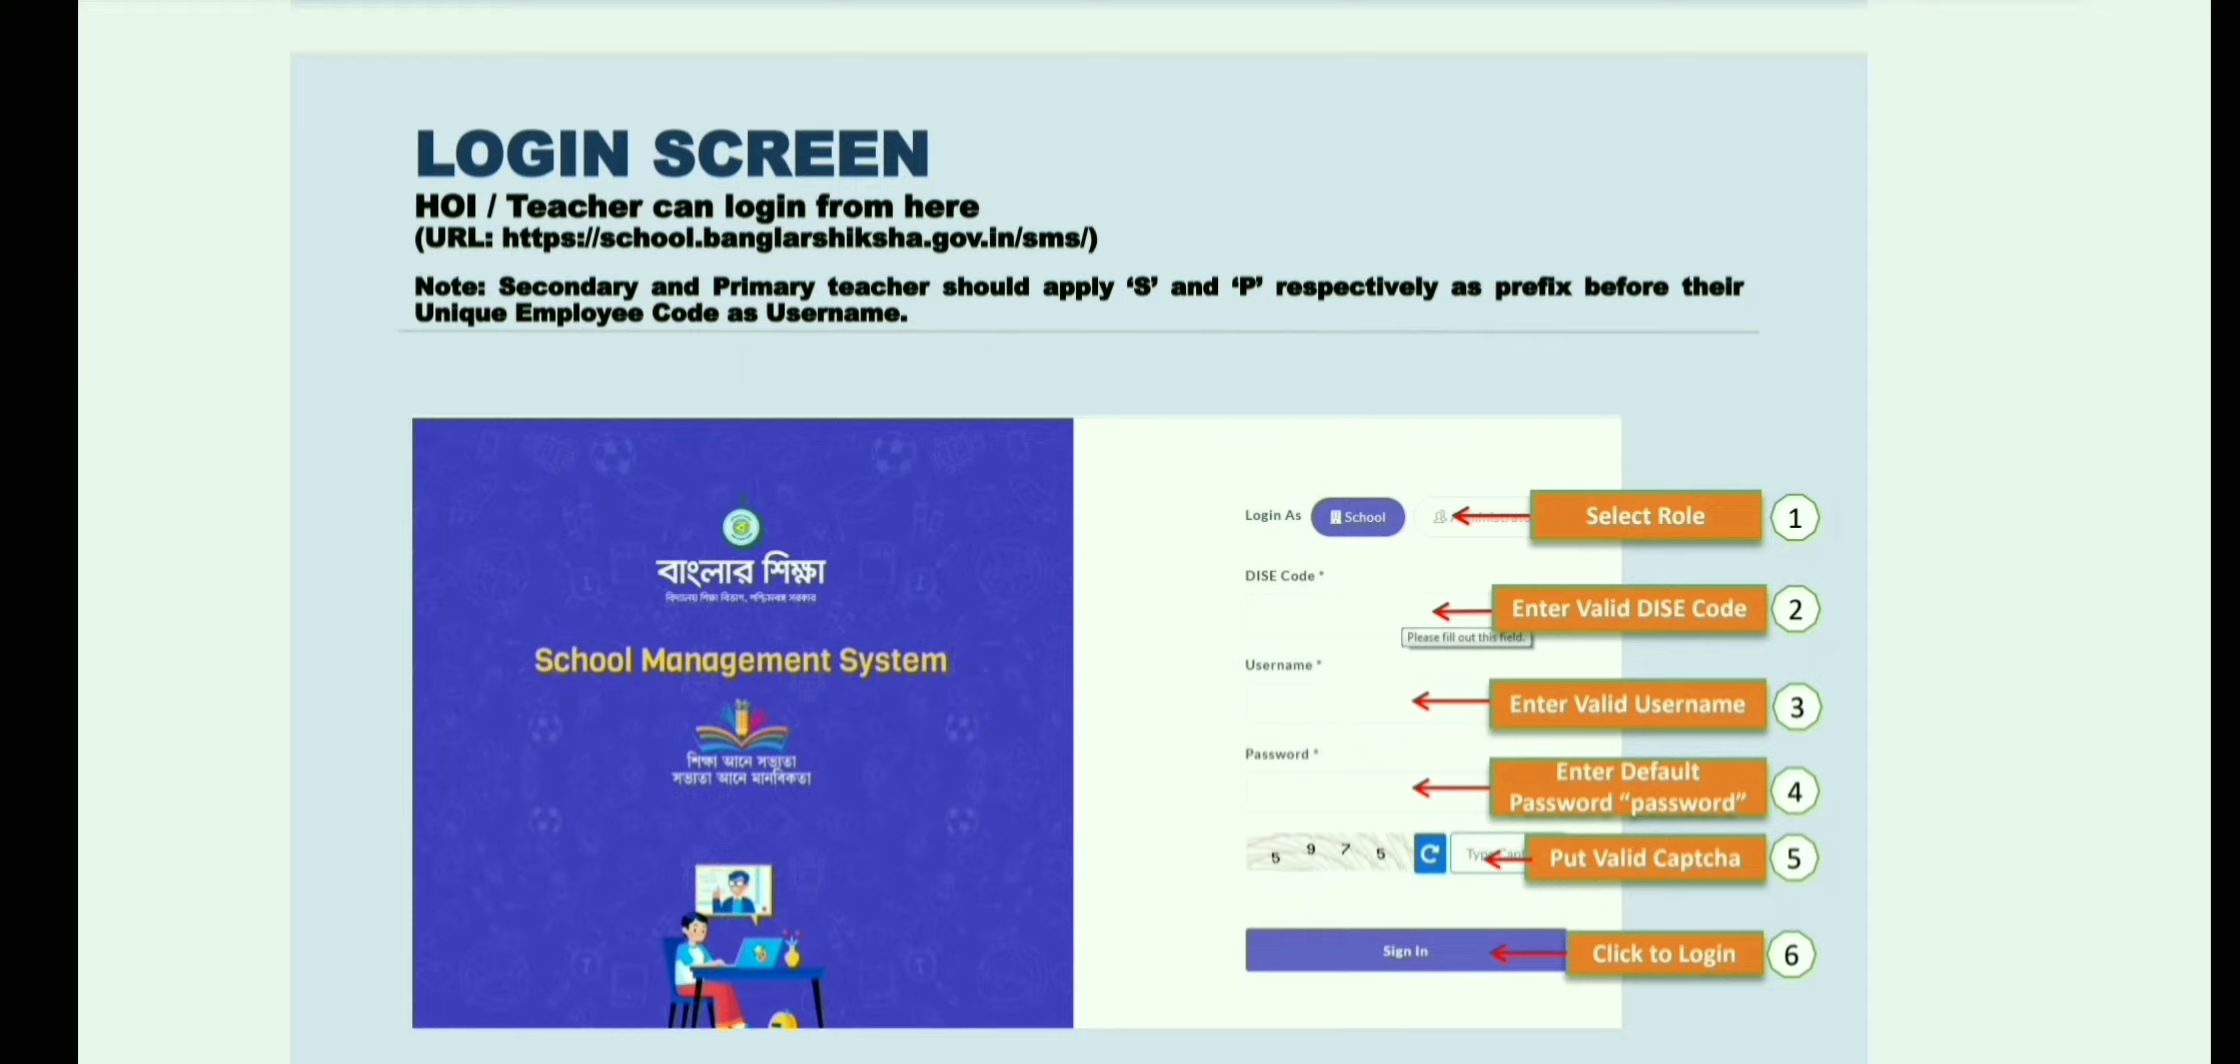 LOGIN SCREEN
HOI / Teacher can login from here
(URL: https://school.banglarshiksha.gov.in/sms/)
Note: Secondary and Primary teacher should apply ‘S’ and ‘P’ respectively as prefix before their
Unique Employee Code as Username.
বাংলার শিক্ষা
বিদ্যালয় শিক্ষা বিভাগ, পশ্চিমবঙ্গ সরকার
School Management System
শিক্ষা আনে সভ্যতা
সভ্যতা আনে মানবিকতা
Login As School
Select Role 1
DISE Code *
Enter Valid DISE Code 2
Please fill out this field.
Username *
Enter Valid Username 3
Password *
Enter Default
Password “password” 4
5 9 7 5
Put Valid Captcha 5
Sign In
Click to Login 6